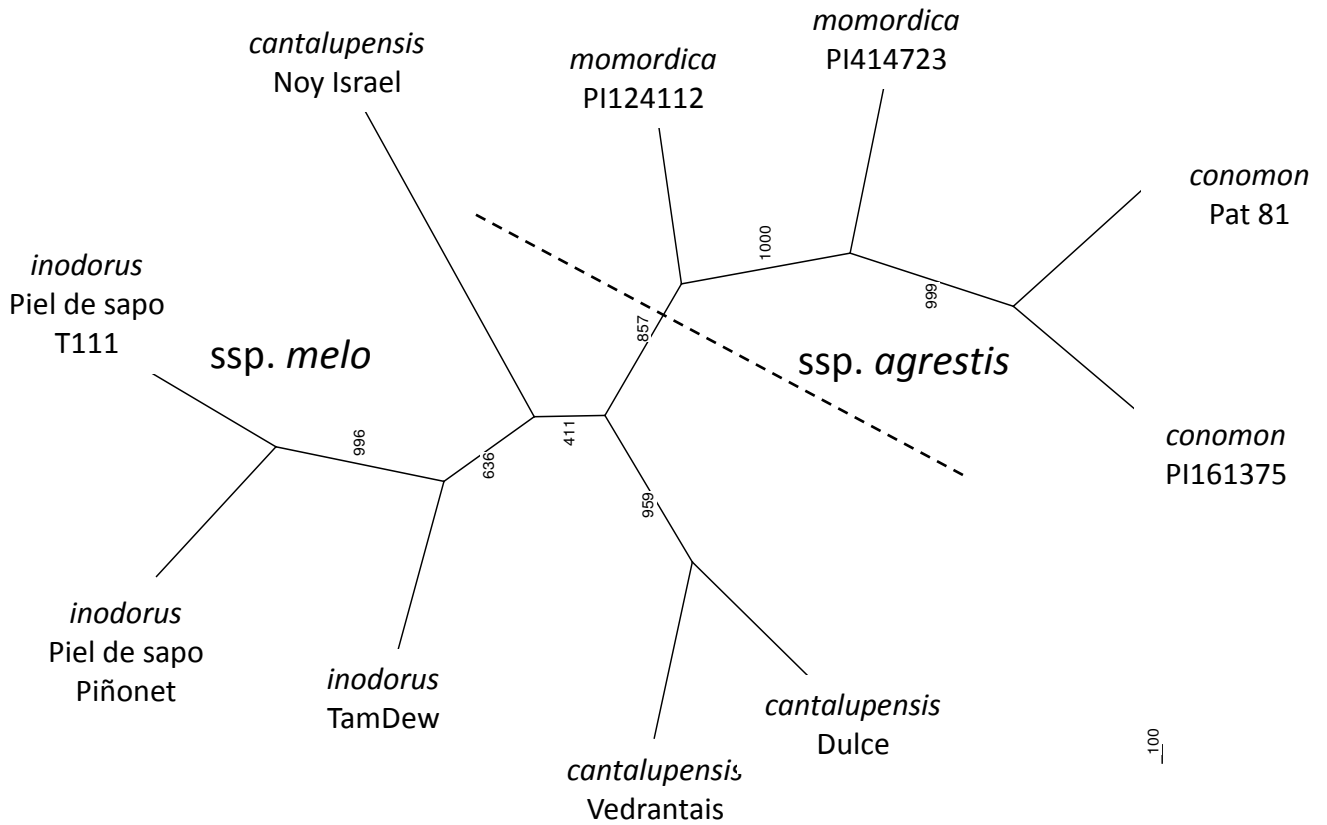 momordica
PI414723
cantalupensis
Noy Israel
momordica
PI124112
conomon
Pat 81
1000
inodorus
Piel de sapo
T111
999
857
ssp. melo
ssp. agrestis
411
996
636
conomon
PI161375
959
inodorus
Piel de sapo
Piñonet
inodorus
TamDew
cantalupensis
Dulce
100
cantalupensis
Vedrantais